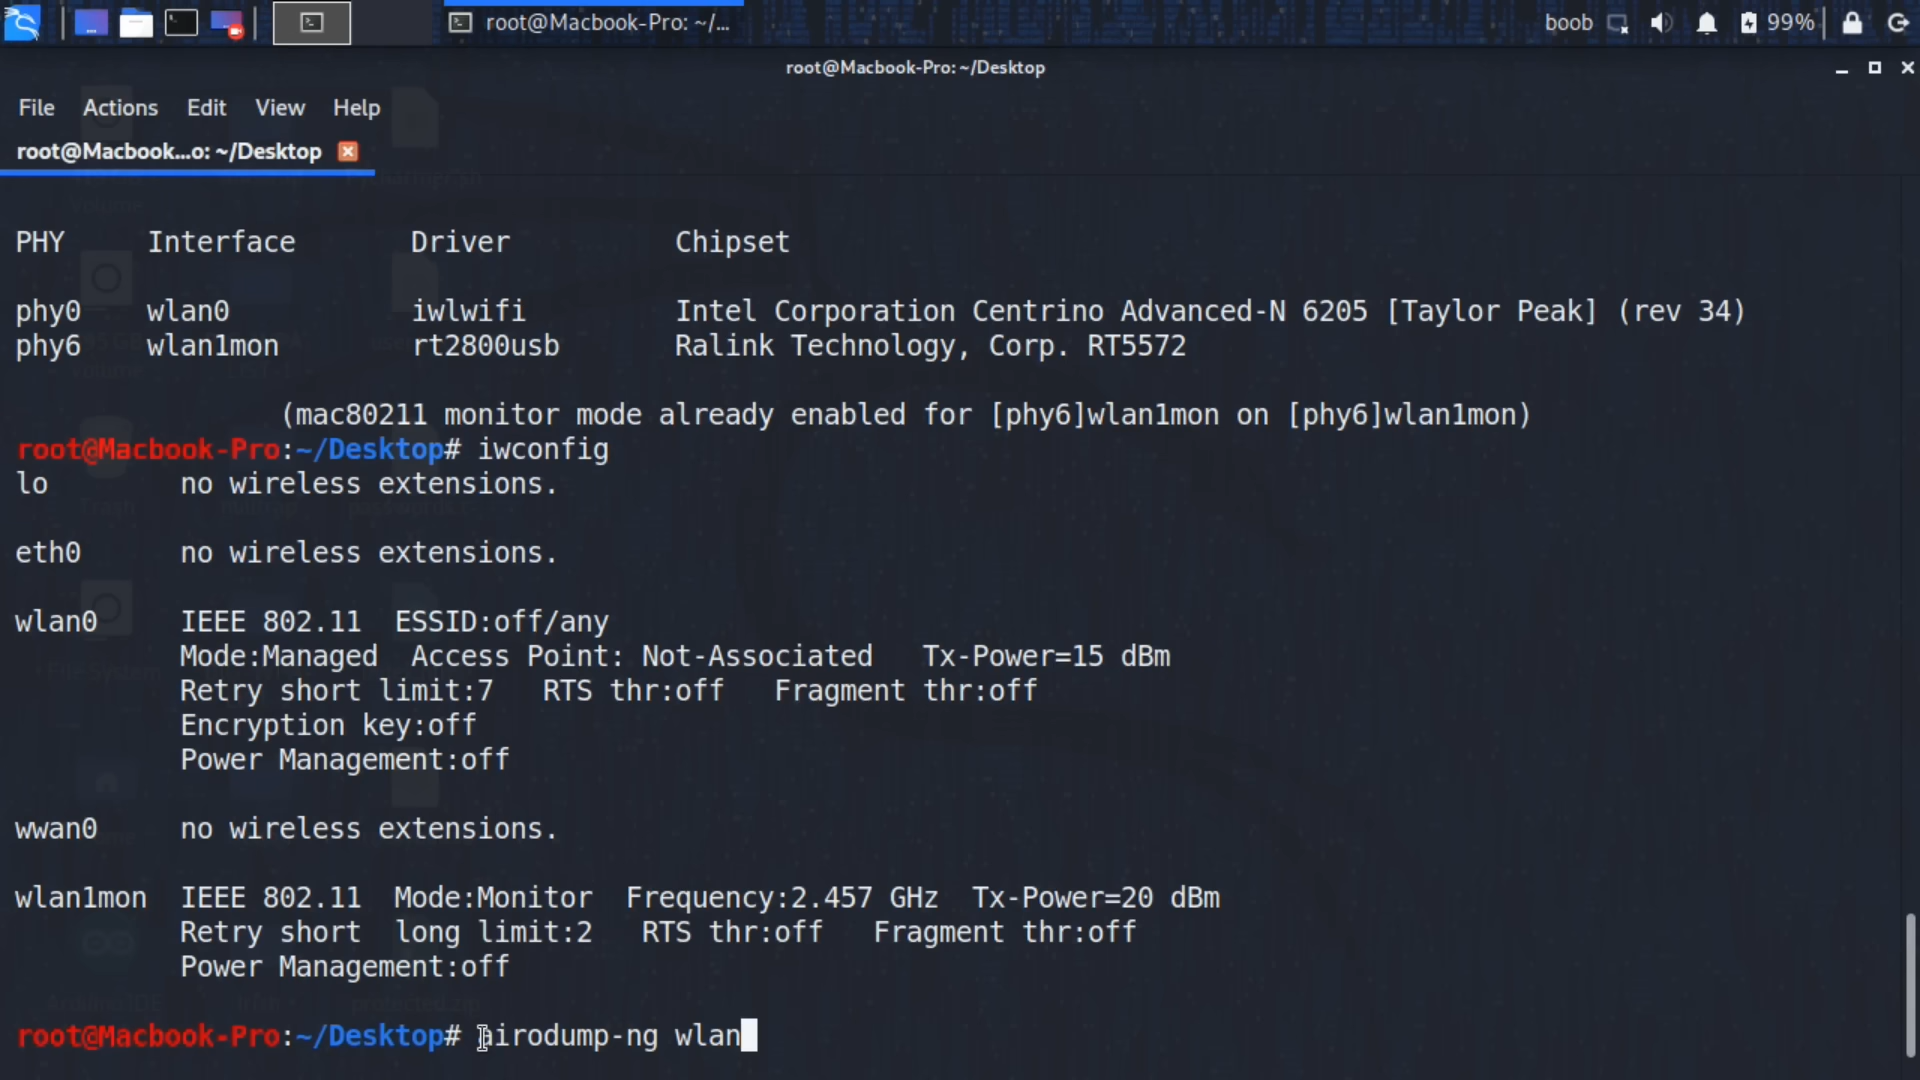 root@Macbook-Pro: ~/...
boob
99%
root@Macbook-Pro: ~/Desktop
File Actions Edit View Help
root@Macbook...o: ~/Desktop
PHY Interface Driver Chipset
phy0 wlan0 iwlwifi Intel Corporation Centrino Advanced-N 6205 [Taylor Peak] (rev 34)
phy6 wlan1mon rt2800usb Ralink Technology, Corp. RT5572
(mac80211 monitor mode already enabled for [phy6]wlan1mon on [phy6]wlan1mon)
root@Macbook-Pro:~/Desktop# iwconfig
lo no wireless extensions.
eth0 no wireless extensions.
wlan0 IEEE 802.11 ESSID:off/any
Mode:Managed Access Point: Not-Associated Tx-Power=15 dBm
Retry short limit:7 RTS thr:off Fragment thr:off
Encryption key:off
Power Management:off
wwan0 no wireless extensions.
wlan1mon IEEE 802.11 Mode:Monitor Frequency:2.457 GHz Tx-Power=20 dBm
Retry short long limit:2 RTS thr:off Fragment thr:off
Power Management:off
root@Macbook-Pro:~/Desktop# airodump-ng wlan